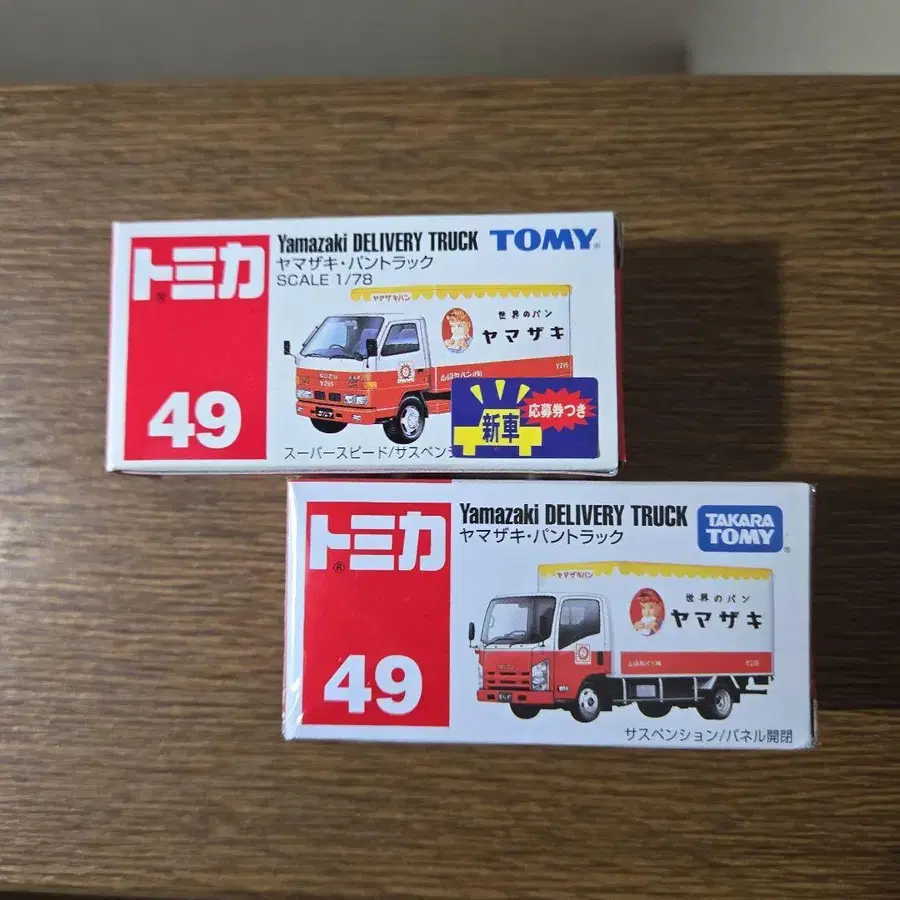 トミカ
49
Yamazaki DELIVERY TRUCK TOMY
ヤマザキ・パントラック
SCALE 1/78
ヤマザキパン
世界のパン
ヤマザキ
Y215
ISUZU
Y215
新車
応募券つき
スーパースピード/サスペン
トミカ
49
Yamazaki DELIVERY TRUCK
TAKARA
TOMY
ヤマザキ・パントラック
ヤマザキパン
世界のパン
ヤマザキ
Y215
ISUZU
サスペンション/パネル開閉